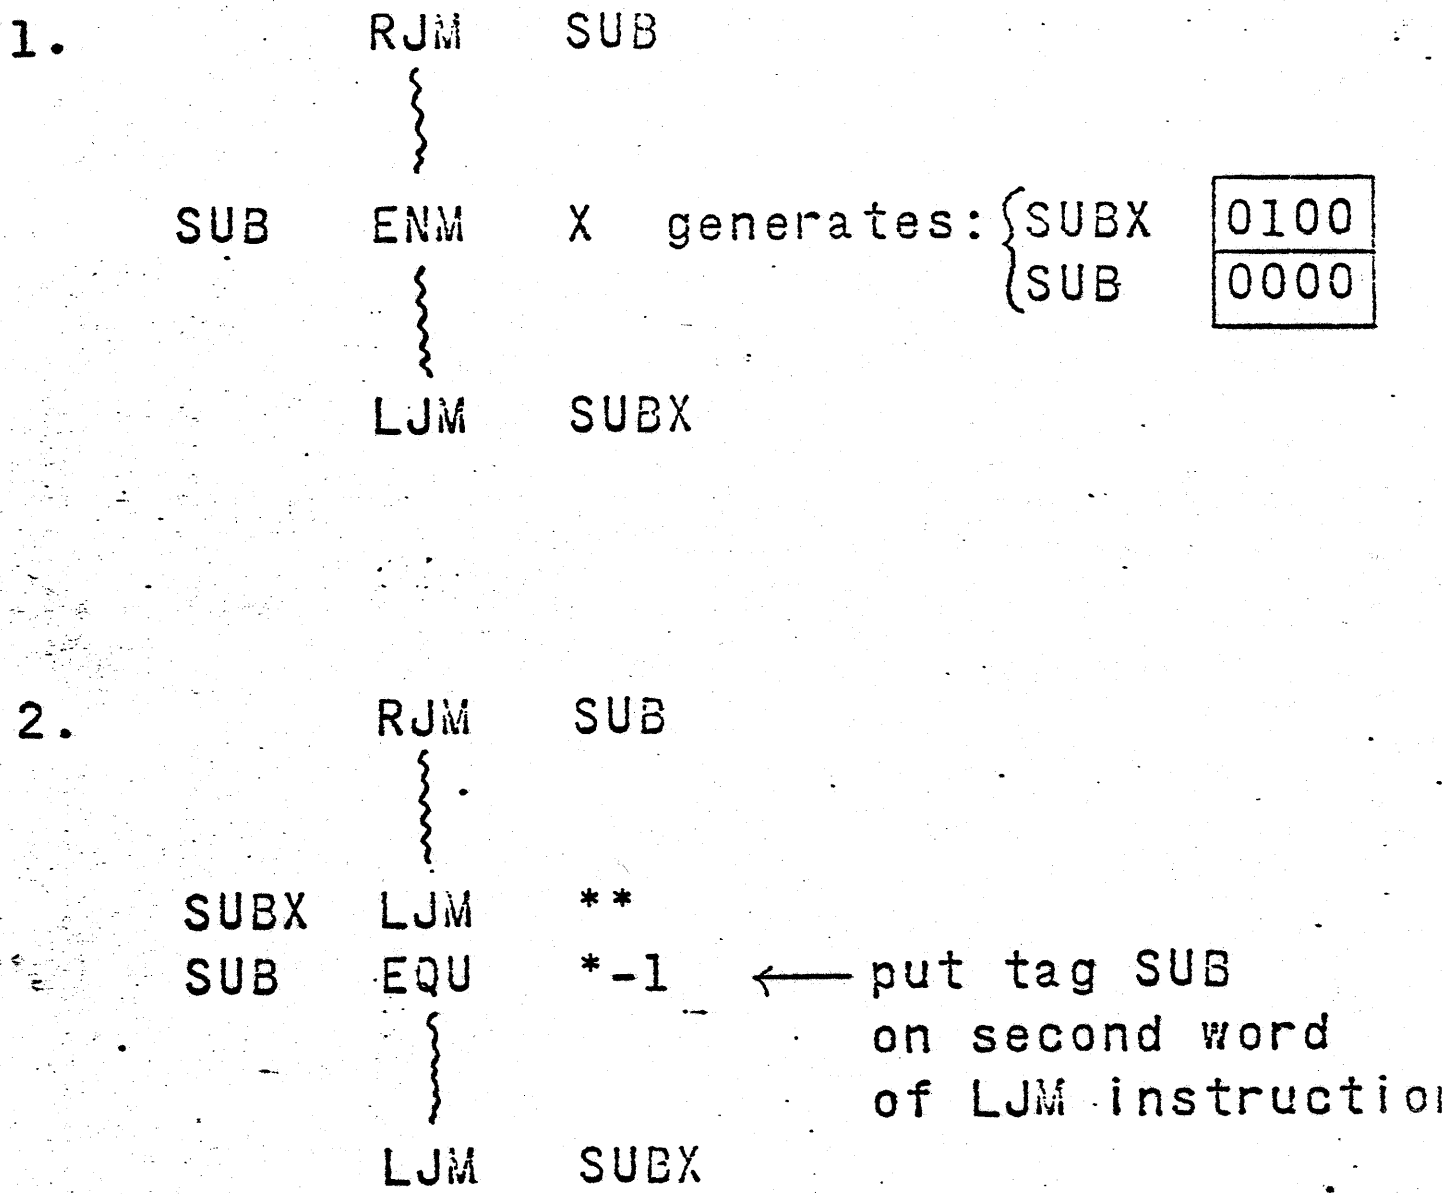 1. RJM SUB
SUB ENM X generates: {SUBX 0100
SUB 0000
LJM SUBX
2. RJM SUB
SUBX LJM **
SUB EQU *-1 ← put tag SUB
on second word
of LJM instruction
LJM SUBX